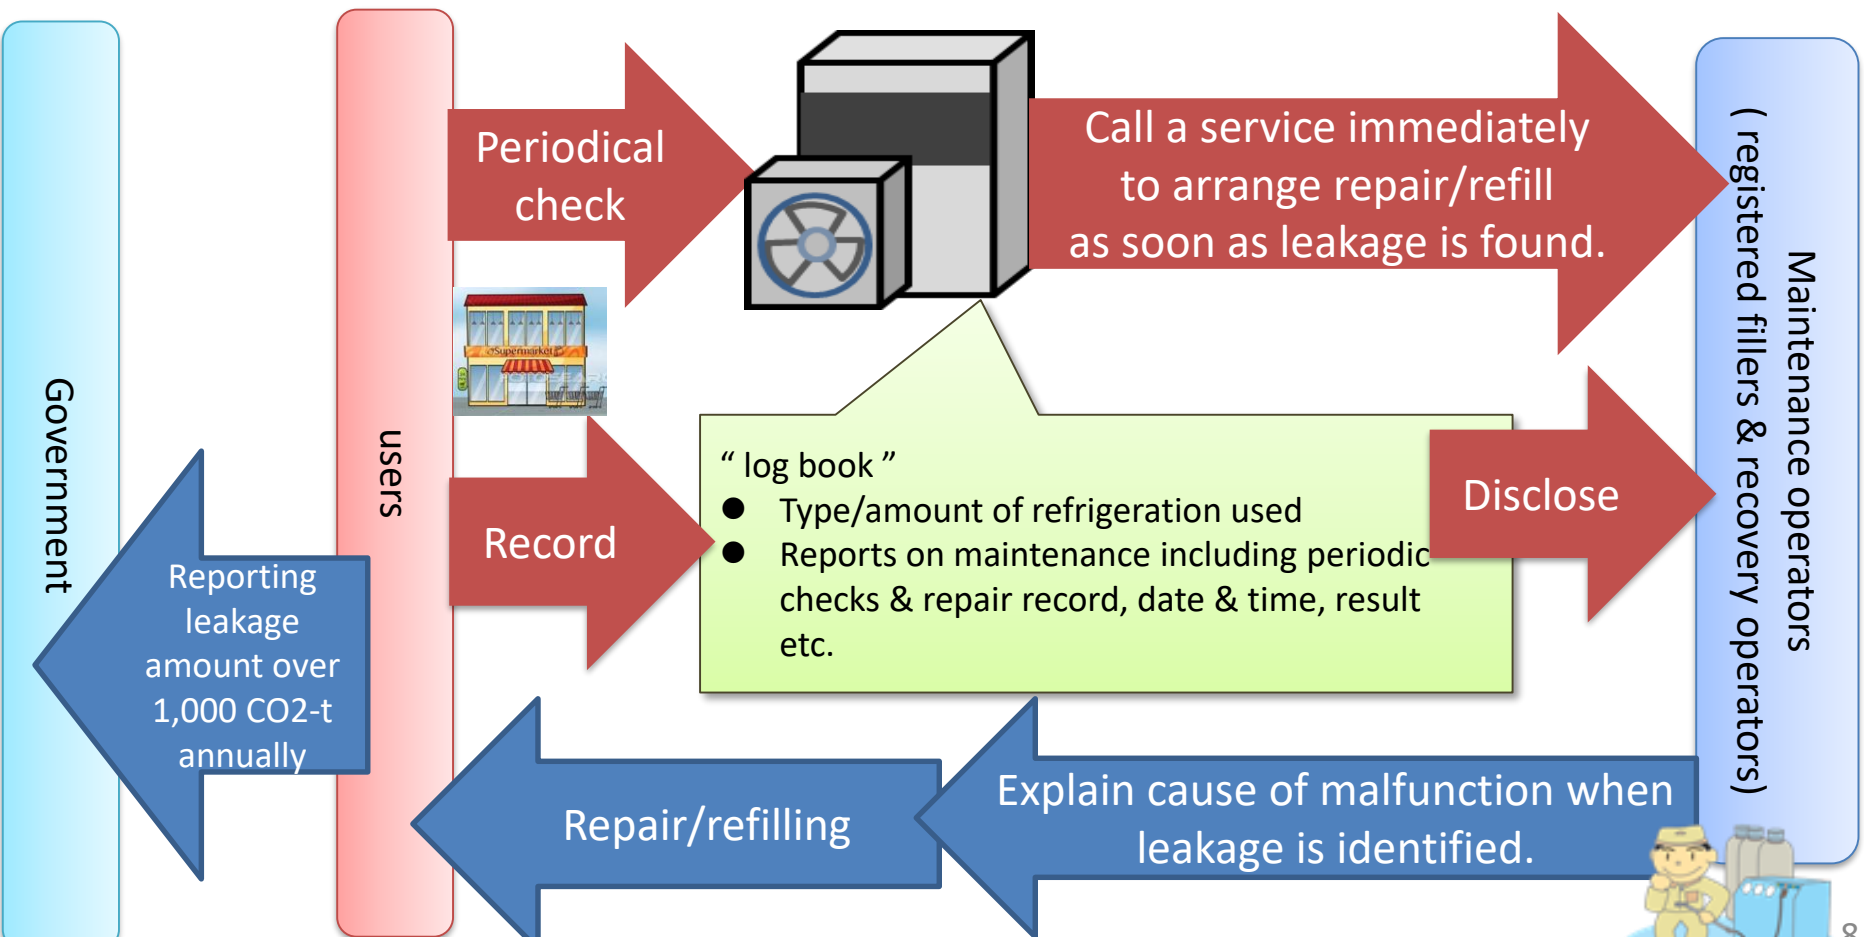 Government
users
Periodical
check
Call a service immediately
to arrange repair/refill
as soon as leakage is found.
Maintenance operators
( registered fillers & recovery operators)
Supermarket
Record
“ log book ”
● Type/amount of refrigeration used
● Reports on maintenance including periodic
checks & repair record, date & time, result
etc.
Disclose
Reporting
leakage
amount over
1,000 CO2-t
annually
Repair/refilling
Explain cause of malfunction when
leakage is identified.
8